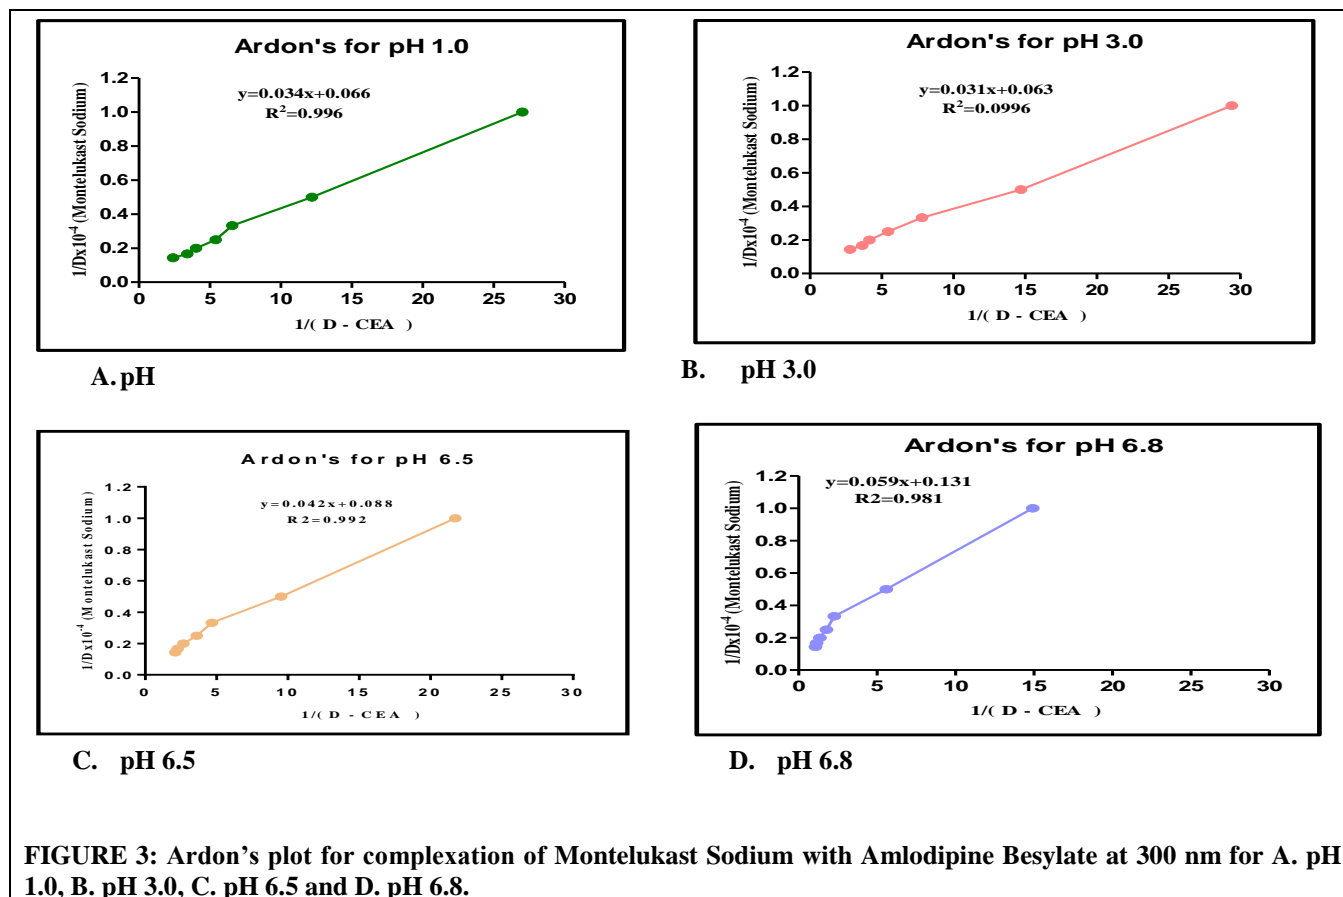 Ardon's for pH 1.0
1/Dx10⁻⁴ (Montelukast Sodium)
y=0.034x+0.066
R²=0.996
1.2
1.0
0.8
0.6
0.4
0.2
0.0
0 5 10 15 20 25 30
1/( D - CEA )
A. pH
Ardon's for pH 3.0
1/Dx10⁻⁴ (Montelukast Sodium)
y=0.031x+0.063
R²=0.0996
1.2
1.0
0.8
0.6
0.4
0.2
0.0
0 5 10 15 20 25 30
1/( D - CEA )
B. pH 3.0
Ardon's for pH 6.5
1/Dx10⁻⁴ (Montelukast Sodium)
y=0.042x+0.088
R2=0.992
1.2
1.0
0.8
0.6
0.4
0.2
0.0
0 5 10 15 20 25 30
1/( D - CEA )
C. pH 6.5
Ardon's for pH 6.8
1/Dx10⁻⁴ (Montelukast Sodium)
y=0.059x+0.131
R2=0.981
1.2
1.0
0.8
0.6
0.4
0.2
0.0
0 5 10 15 20 25 30
1/( D - CEA )
D. pH 6.8
FIGURE 3: Ardon’s plot for complexation of Montelukast Sodium with Amlodipine Besylate at 300 nm for A. pH
1.0, B. pH 3.0, C. pH 6.5 and D. pH 6.8.